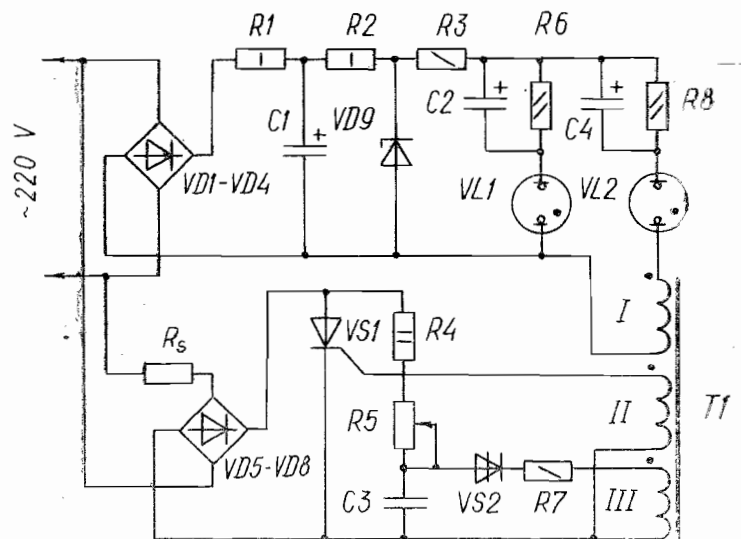 R1
R2
R3
R6
C1
VD9
C2
C4
R8
~220 V
VD1-VD4
VL1
VL2
I
Rs
VS1
R4
II
T1
R5
VD5-VD8
C3
VS2
R7
III
+
+
+